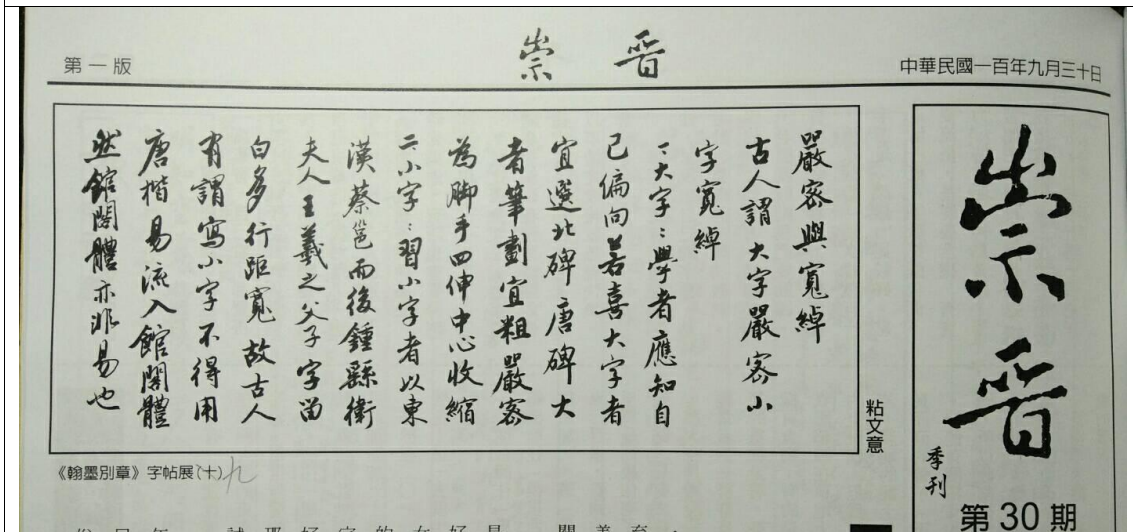 第一版
崇晉
中華民國一百年九月三十日
嚴密與寬綽
古人謂大字嚴密小
字寬綽
一、大字：學者應知自
已偏向若喜大字者
宜選北碑唐碑大
者筆劃宜粗嚴密
為脚手四伸中心收縮
二小字：習小字者以東
漢蔡邕而後鍾繇衛
夫人王羲之父子字留
白多行距寬故古人
有謂寫小字不得用
唐楷易流入館閣體
然館閣體亦非易也
粘文意
《翰墨別章》字帖展(十)九
崇晉
季刊
第30期